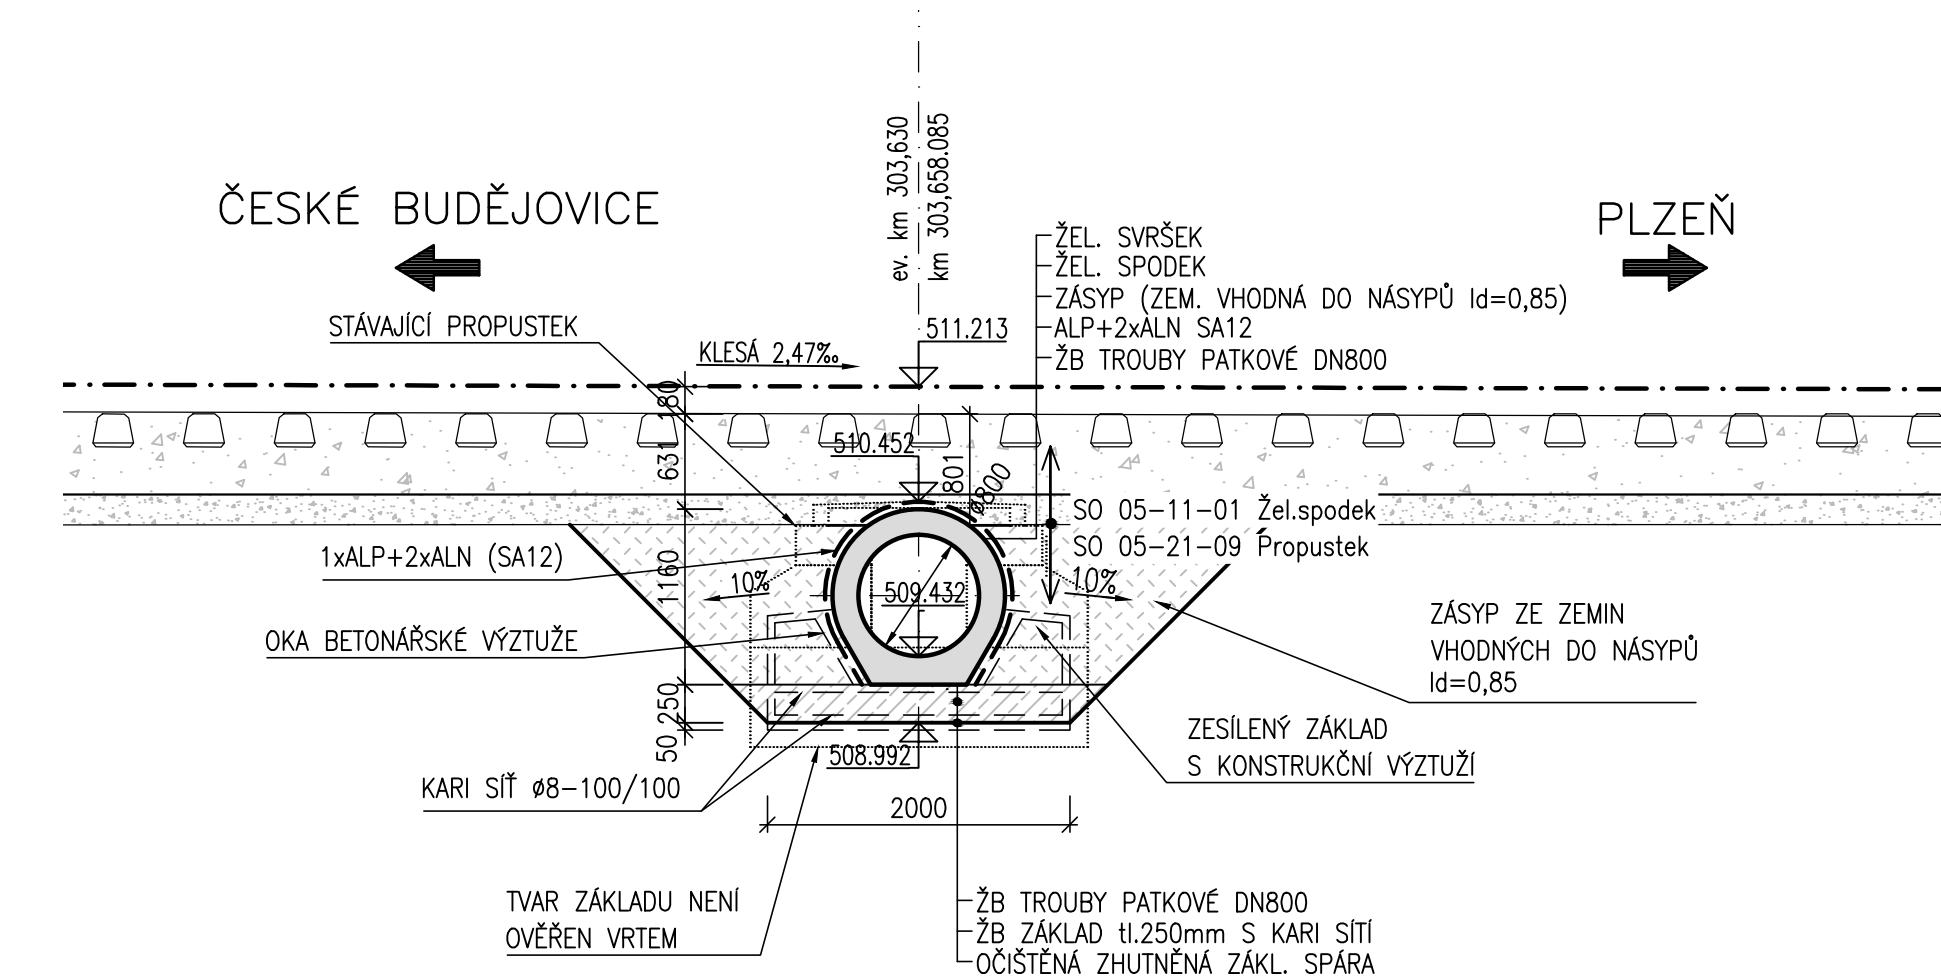 ev. km 303,630
km 303,658.085
ČESKÉ BUDĚJOVICE
PLZEŇ
ŽEL. SVRŠEK
ŽEL. SPODEK
ZÁSYP (ZEM. VHODNÁ DO NÁSYPŮ Id=0,85)
ALP+2xALN SA12
ŽB TROUBY PATKOVÉ DN800
STÁVAJÍCÍ PROPUSTEK
KLESÁ 2,47‰
511.213
180
631
1160
250
50
510.452
801
ø800
SO 05-11-01 Žel.spodek
SO 05-21-09 Propustek
1xALP+2xALN (SA12)
10%
509.432
10%
OKA BETONÁŘSKÉ VÝZTUŽE
ZÁSYP ZE ZEMIN
VHODNÝCH DO NÁSYPŮ
Id=0,85
ZESÍLENÝ ZÁKLAD
S KONSTRUKČNÍ VÝZTUŽÍ
508.992
KARI SÍŤ ø8-100/100
2000
TVAR ZÁKLADU NENÍ
OVĚŘEN VRTEM
ŽB TROUBY PATKOVÉ DN800
ŽB ZÁKLAD tl.250mm S KARI SÍTÍ
OČIŠTĚNÁ ZHUTNĚNÁ ZÁKL. SPÁRA